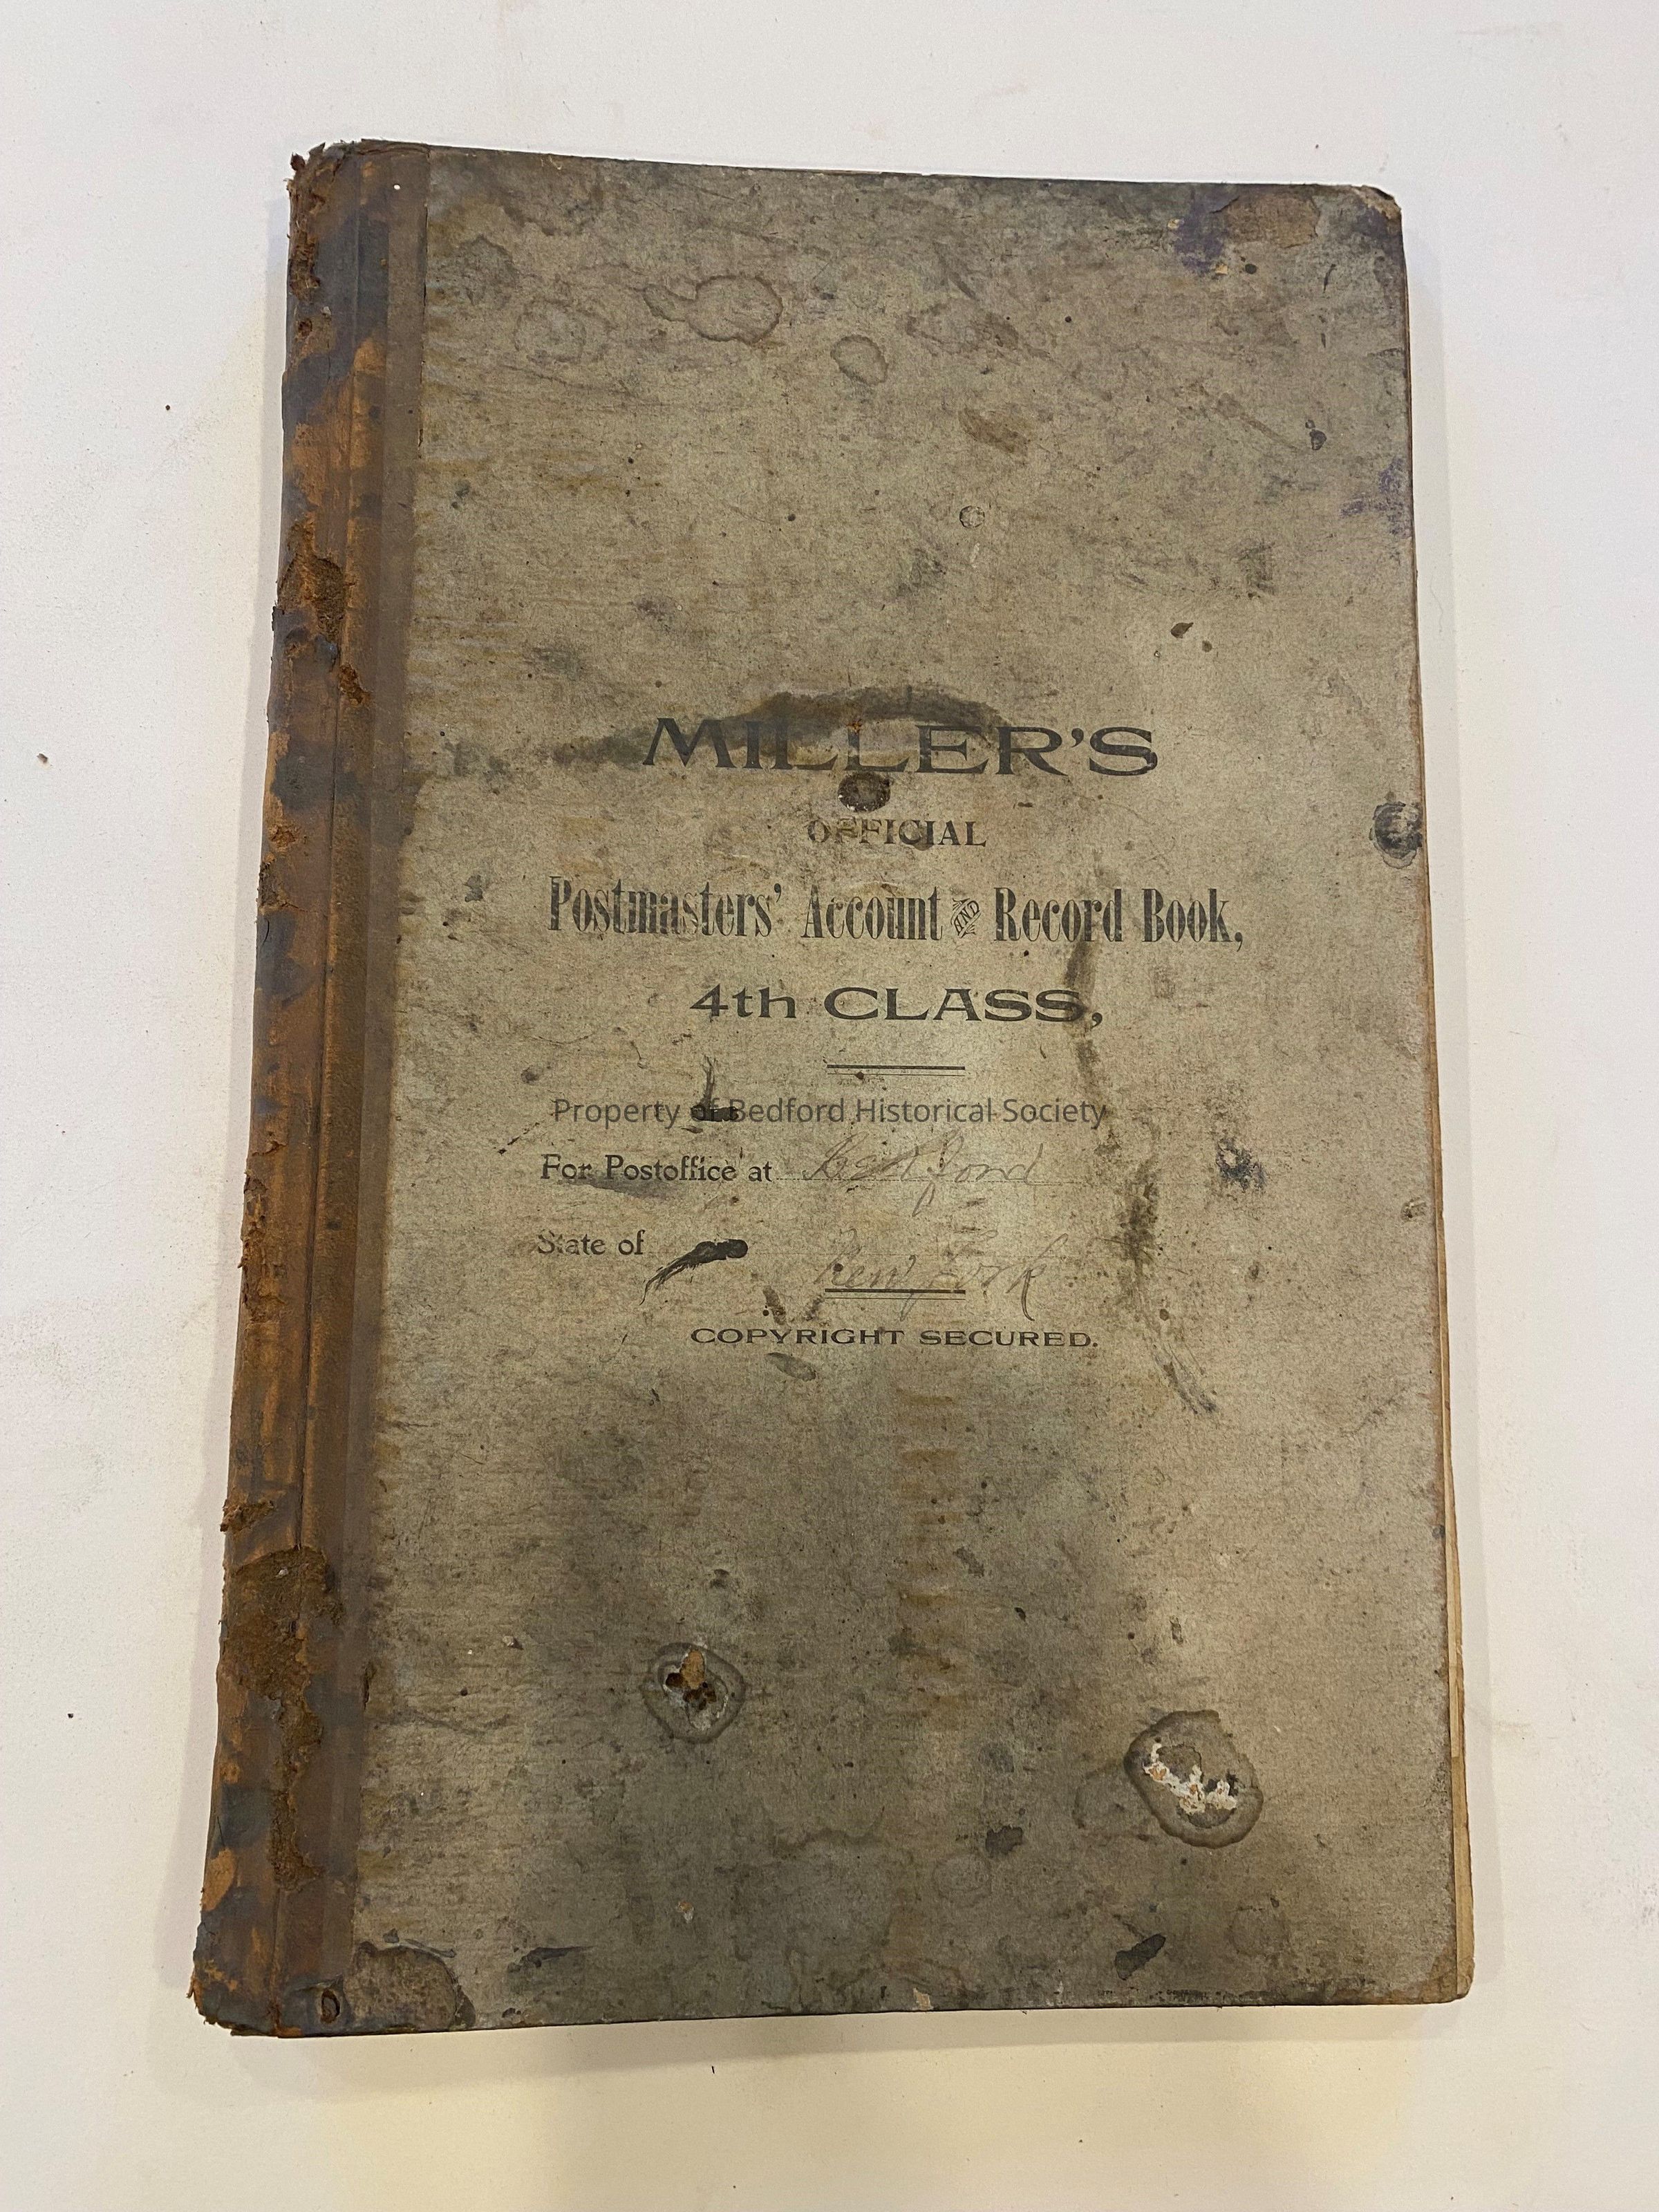 MILLER'S
OFFICIAL
Postmasters' Account AND Record Book,
4th CLASS,
Property of Bedford Historical Society
For Postoffice at Bedford
State of New York
COPYRIGHT SECURED.